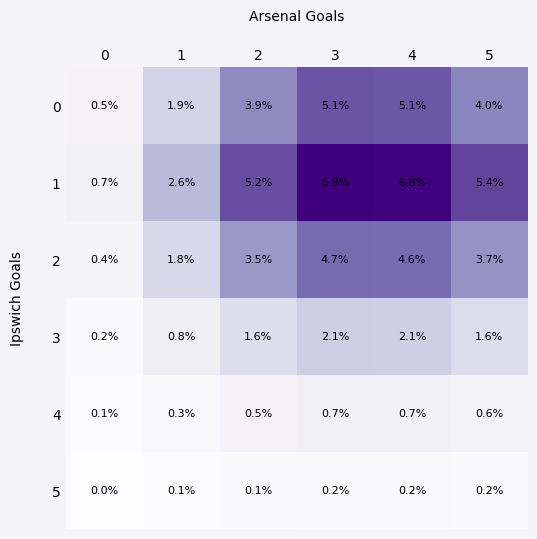 Arsenal Goals
0 1 2 3 4 5
0 0.5% 1.9% 3.9% 5.1% 5.1% 4.0%
1 0.7% 2.6% 5.2% 6.9% 6.8% 5.4%
2 0.4% 1.8% 3.5% 4.7% 4.6% 3.7%
3 0.2% 0.8% 1.6% 2.1% 2.1% 1.6%
4 0.1% 0.3% 0.5% 0.7% 0.7% 0.6%
5 0.0% 0.1% 0.1% 0.2% 0.2% 0.2%
Ipswich Goals